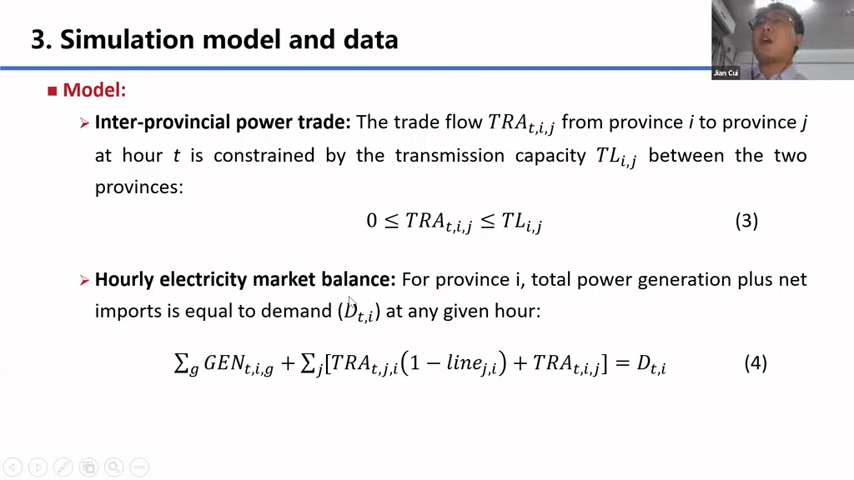 3. Simulation model and data
Jian Cui
Model:
Inter-provincial power trade: The trade flow TRA_{t,i,j} from province i to province j
at hour t is constrained by the transmission capacity TL_{i,j} between the two
provinces:
0 ≤ TRA_{t,i,j} ≤ TL_{i,j} (3)
Hourly electricity market balance: For province i, total power generation plus net
imports is equal to demand (D_{t,i}) at any given hour:
∑_g GEN_{t,i,g} + ∑_j[TRA_{t,j,i}(1 − line_{j,i}) + TRA_{t,i,j}] = D_{t,i} (4)